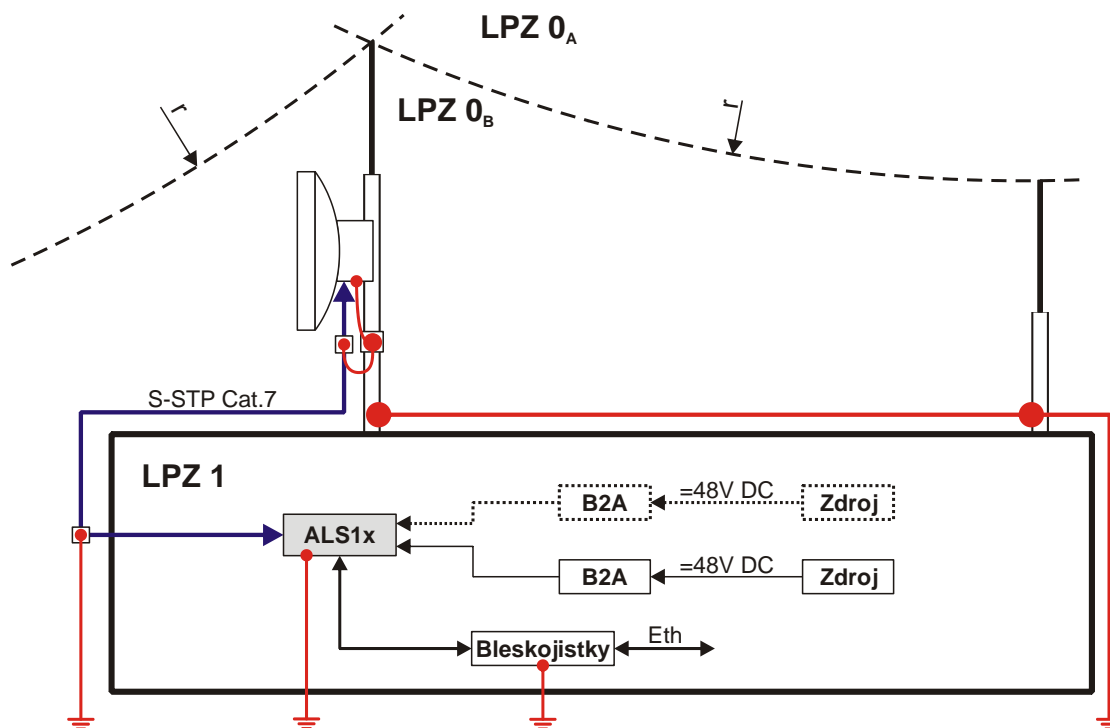 LPZ 0A
LPZ 0B
r
r
S-STP Cat.7
LPZ 1
B2A
=48V DC
Zdroj
ALS1x
B2A
=48V DC
Zdroj
Bleskojistky
Eth